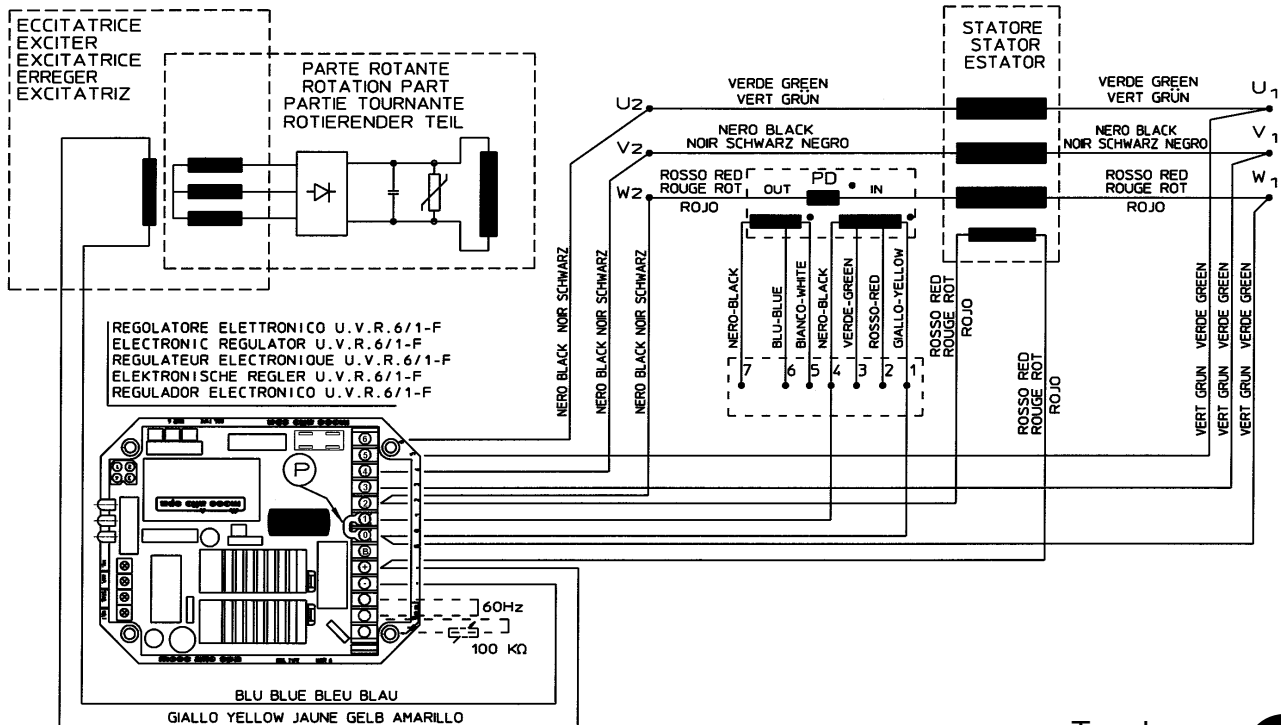 ECCITATRICE
EXCITER
EXCITATRICE
ERREGER
EXCITATRIZ
PARTE ROTANTE
ROTATION PART
PARTIE TOURNANTE
ROTIERENDER TEIL
STATORE
STATOR
ESTATOR
U2
VERDE GREEN
VERT GRÜN
VERDE GREEN
VERT GRÜN
U1
V2
NERO BLACK
NOIR SCHWARZ NEGRO
NERO BLACK
NOIR SCHWARZ NEGRO
V1
W2
ROSSO RED
ROUGE ROT
ROJO
OUT
PD
IN
ROSSO RED
ROUGE ROT
ROJO
W1
NERO BLACK NOIR SCHWARZ
NERO BLACK NOIR SCHWARZ
NERO BLACK NOIR SCHWARZ
NERO-BLACK
BLU-BLUE
BIANCO-WHITE
NERO-BLACK
VERDE-GREEN
ROSSO-RED
GIALLO-YELLOW
7 6 5 4 3 2 1
ROSSO RED
ROUGE ROT
ROJO
ROSSO RED
ROUGE ROT
ROJO
VERT GRUN VERDE GREEN
VERT GRUN VERDE GREEN
VERT GRUN VERDE GREEN
REGOLATORE ELETTRONICO U.V.R.6/1-F
ELECTRONIC REGULATOR U.V.R.6/1-F
REGULATEUR ELECTRONIQUE U.V.R.6/1-F
ELEKTRONISCHE REGLER U.V.R.6/1-F
REGULADOR ELECTRONICO U.V.R.6/1-F
P
6
5
4
3
2
1
0
B
+
-
60Hz
100 KΩ
BLU BLUE BLEU BLAU
GIALLO YELLOW JAUNE GELB AMARILLO